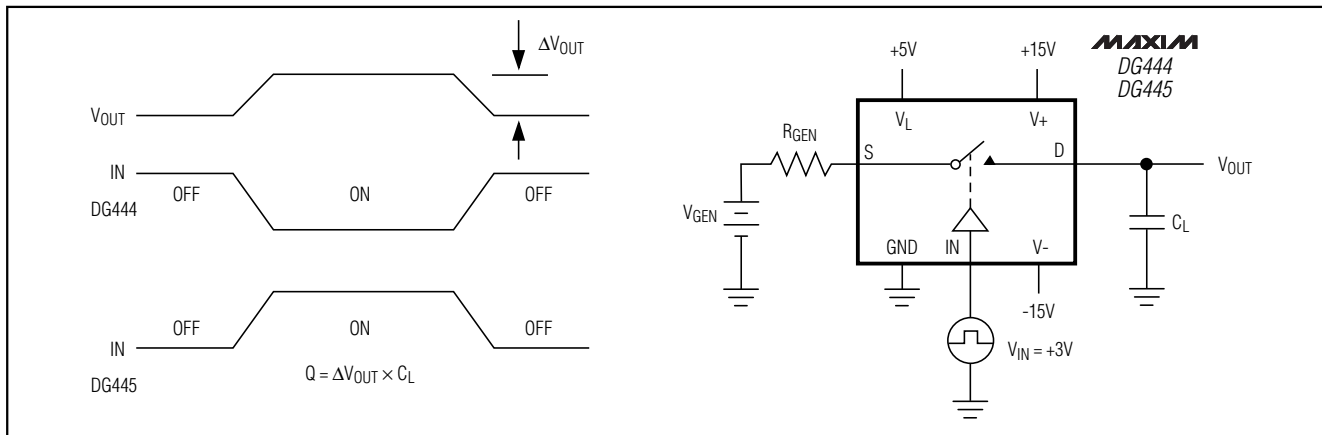 ΔVOUT
VOUT
IN
DG444
OFF
ON
OFF
IN
DG445
OFF
ON
OFF
Q = ΔVOUT × CL
MAXIM
DG444
DG445
+5V
+15V
VL
V+
RGEN
S
D
VOUT
VGEN
CL
GND
IN
V-
-15V
VIN = +3V